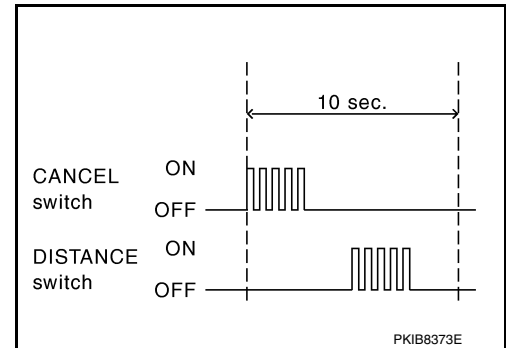 10 sec.
CANCEL
switch
ON
OFF
DISTANCE
switch
ON
OFF
PKIB8373E